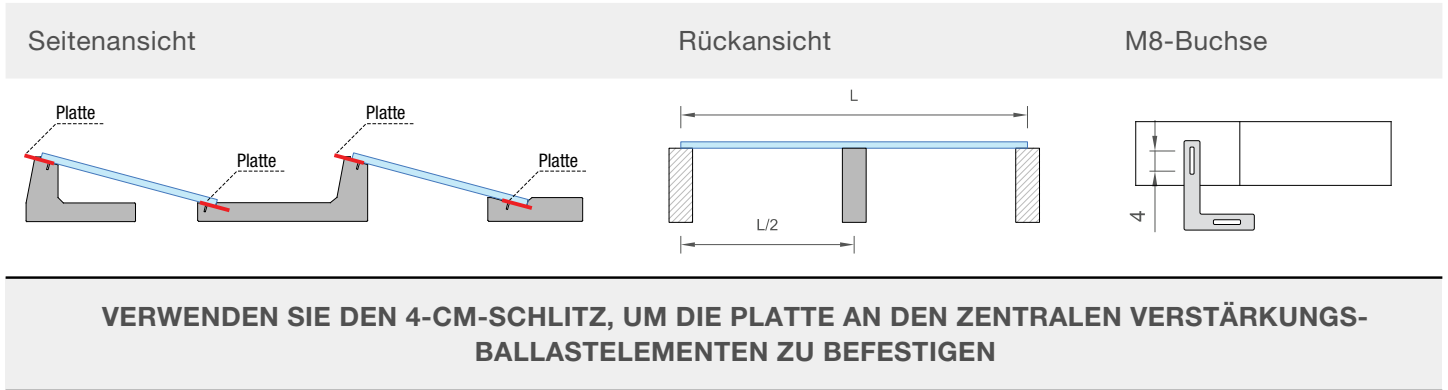 Seitenansicht
Rückansicht
M8-Buchse
Platte
Platte
Platte
Platte
L
L/2
4
VERWENDEN SIE DEN 4-CM-SCHLITZ, UM DIE PLATTE AN DEN ZENTRALEN VERSTÄRKUNGS-
BALLASTELEMENTEN ZU BEFESTIGEN